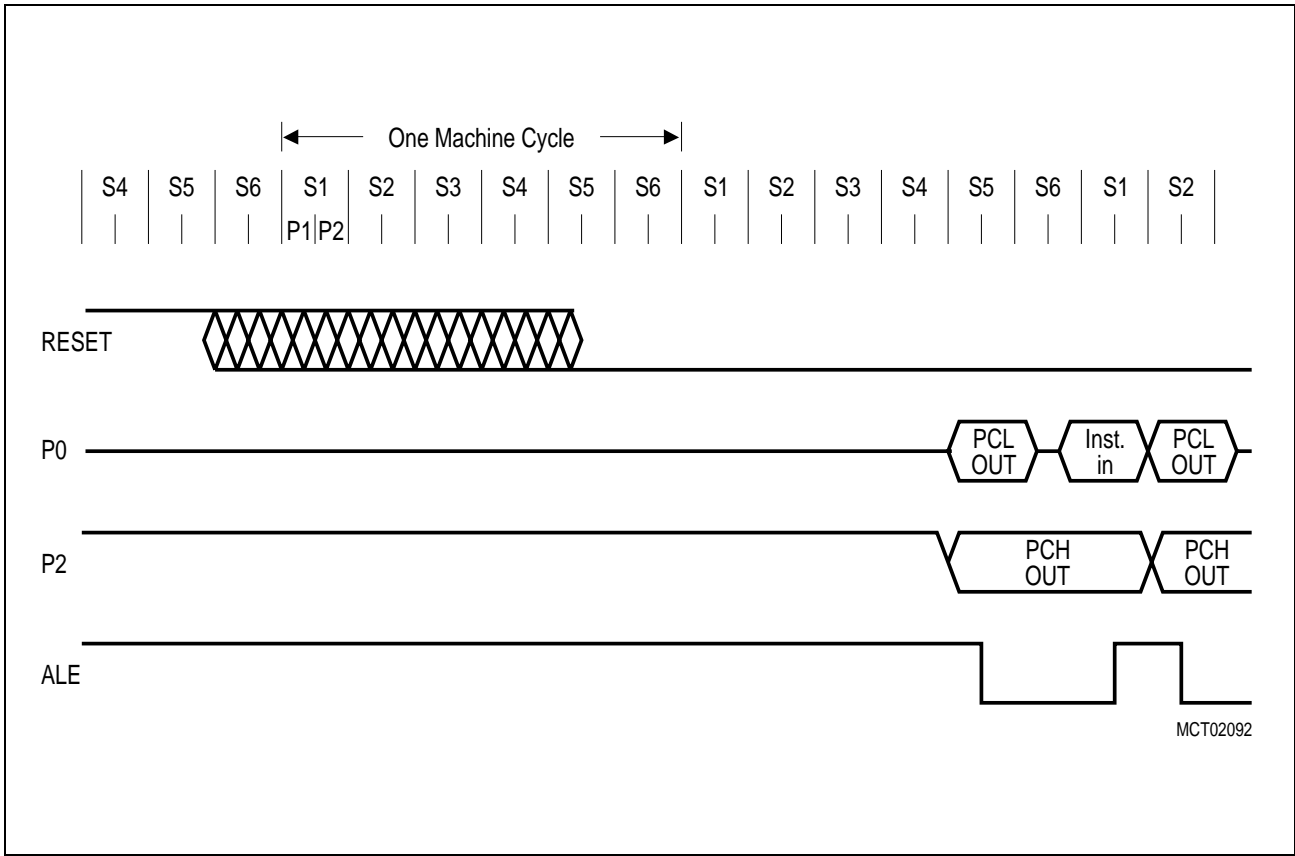 One Machine Cycle
S4 S5 S6 S1 S2 S3 S4 S5 S6 S1 S2 S3 S4 S5 S6 S1 S2
P1 P2
RESET
P0
PCL
OUT
Inst.
in
PCL
OUT
P2
PCH
OUT
PCH
OUT
ALE
MCT02092